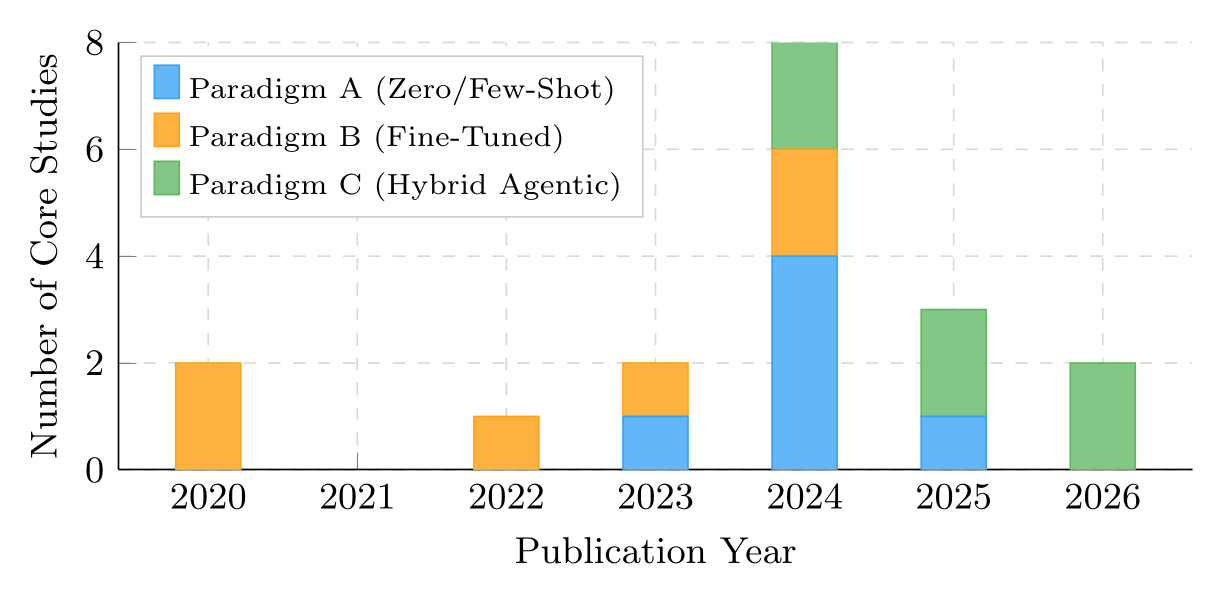 Number of Core Studies
8
6
4
2
0
Paradigm A (Zero/Few-Shot)
Paradigm B (Fine-Tuned)
Paradigm C (Hybrid Agentic)
2020 2021 2022 2023 2024 2025 2026
Publication Year